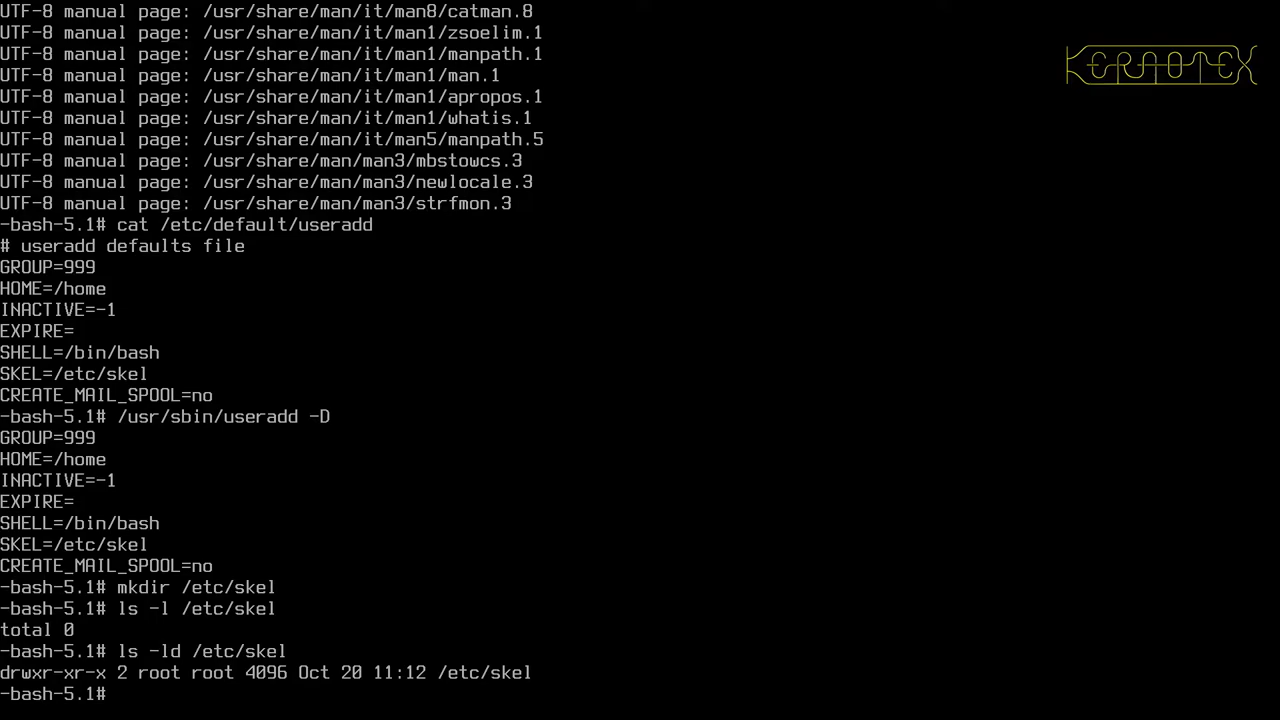 UTF-8 manual page: /usr/share/man/it/man8/catman.8
UTF-8 manual page: /usr/share/man/it/man1/zsoelim.1
UTF-8 manual page: /usr/share/man/it/man1/manpath.1
UTF-8 manual page: /usr/share/man/it/man1/man.1
UTF-8 manual page: /usr/share/man/it/man1/apropos.1
UTF-8 manual page: /usr/share/man/it/man1/whatis.1
UTF-8 manual page: /usr/share/man/it/man5/manpath.5
UTF-8 manual page: /usr/share/man/man3/mbstowcs.3
UTF-8 manual page: /usr/share/man/man3/newlocale.3
UTF-8 manual page: /usr/share/man/man3/strfmon.3
-bash-5.1# cat /etc/default/useradd
# useradd defaults file
GROUP=999
HOME=/home
INACTIVE=-1
EXPIRE=
SHELL=/bin/bash
SKEL=/etc/skel
CREATE_MAIL_SPOOL=no
-bash-5.1# /usr/sbin/useradd -D
GROUP=999
HOME=/home
INACTIVE=-1
EXPIRE=
SHELL=/bin/bash
SKEL=/etc/skel
CREATE_MAIL_SPOOL=no
-bash-5.1# mkdir /etc/skel
-bash-5.1# ls -l /etc/skel
total 0
-bash-5.1# ls -ld /etc/skel
drwxr-xr-x 2 root root 4096 Oct 20 11:12 /etc/skel
-bash-5.1#